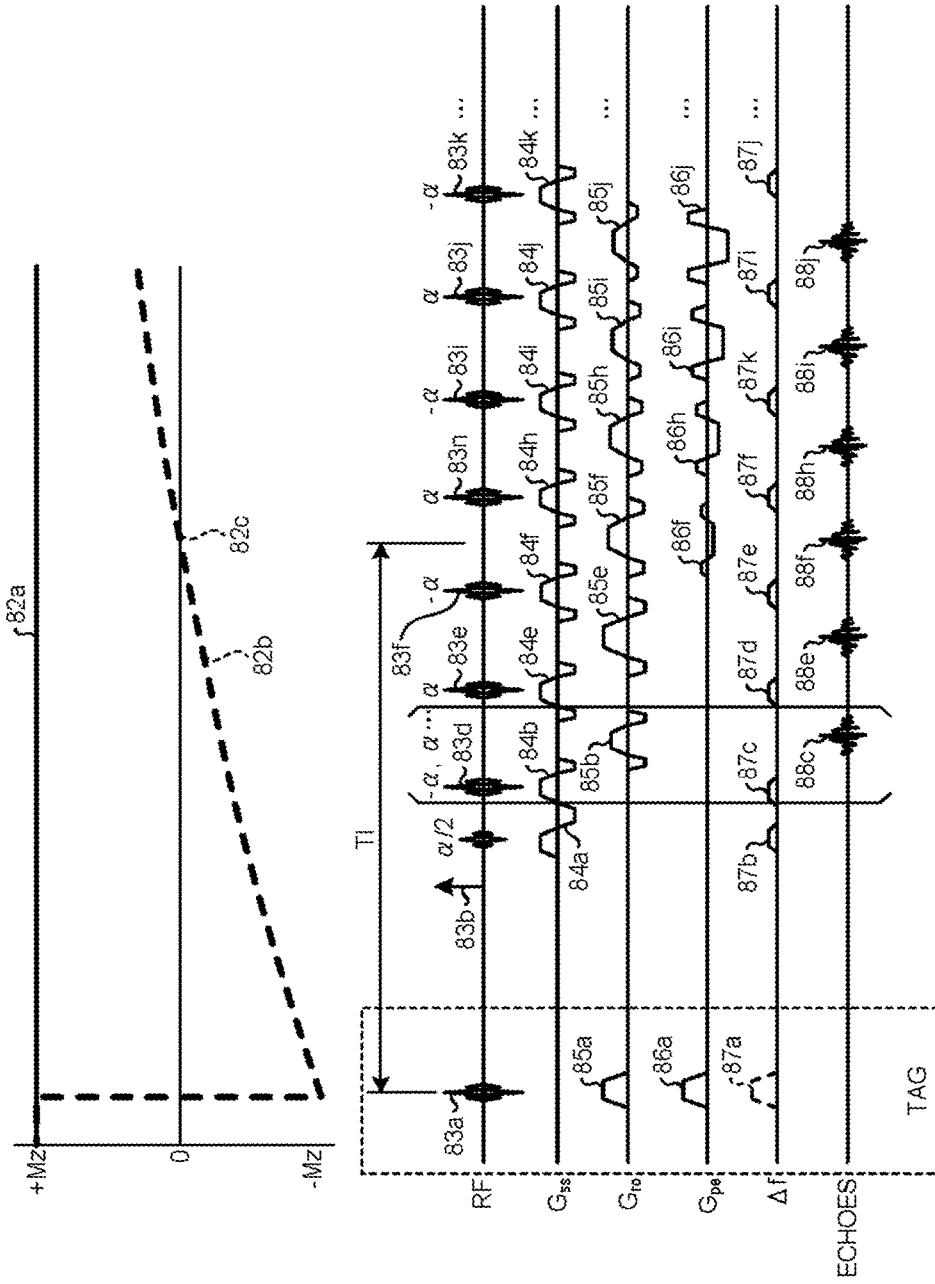 82a
+Mz
0
-Mz
82b
82c
TI
RF
83a
83b
α/2
-α, α...
83d
α
83e
-α
83f
α
83n
-α
83i
α
83j
-α
83k
...
Gss
84a
84b
84e
84f
84h
84i
84j
84k
...
Gro
85a
85b
85e
85f
85h
85i
85j
...
Gpe
86a
86f
86h
86i
86j
...
Δf
87a
87b
87c
87d
87e
87f
87k
87i
87j
...
ECHOES
88c
88e
88f
88h
88i
88j
TAG